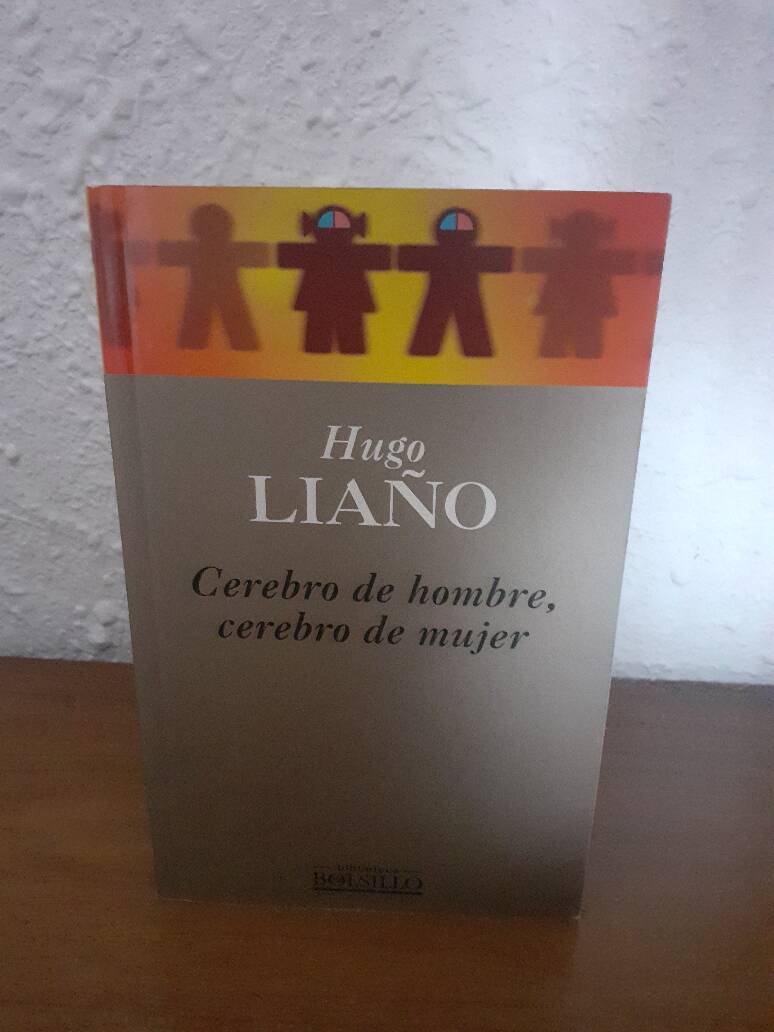 Hugo
LIAÑO
Cerebro de hombre,
cerebro de mujer
BOLSILLO